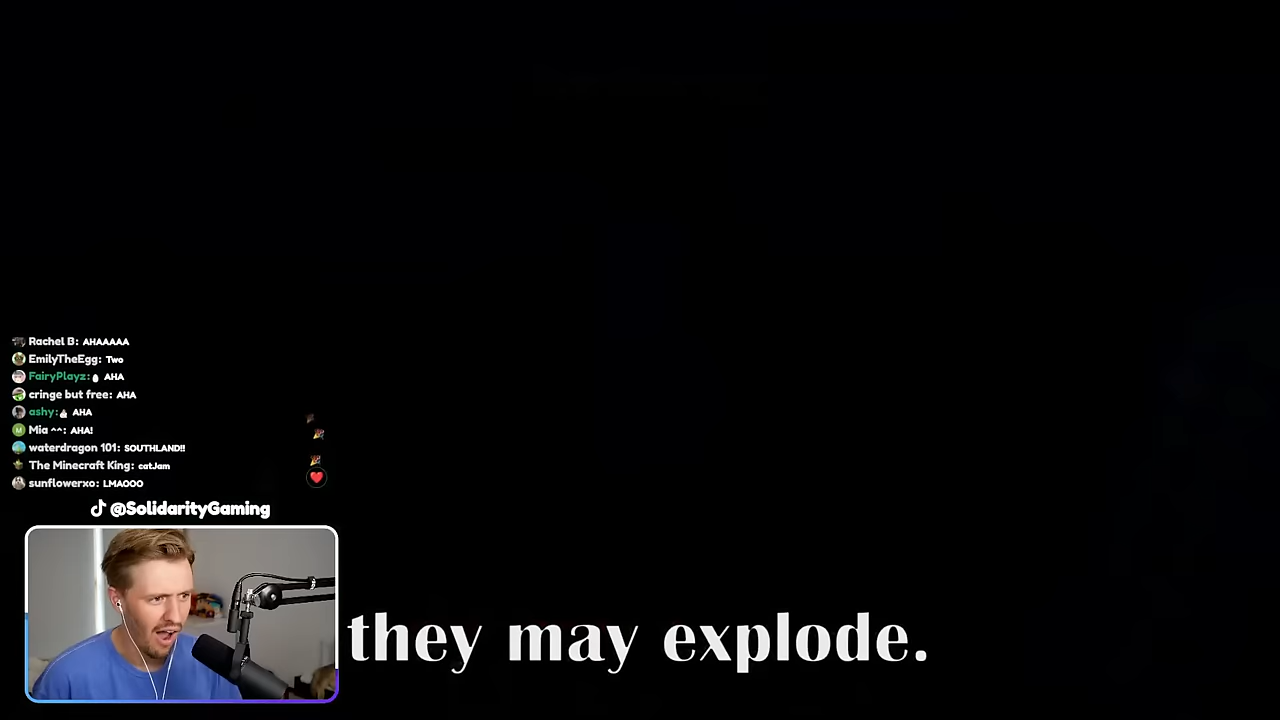 Rachel B: AHAAAAA
EmilyTheEgg: Two
FairyPlayz: AHA
cringe but free: AHA
ashy: AHA
M Mia ^^: AHA!
waterdragon 101: SOUTHLAND!!
The Minecraft King: catJam
sunflowerxo: LMAOOO
@SolidarityGaming
they may explode.